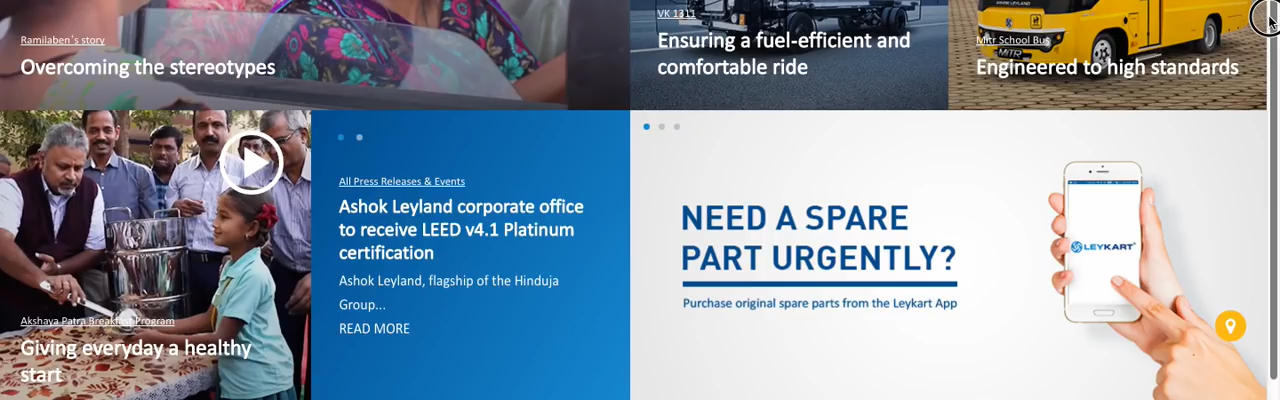 Ramilaben's story
Overcoming the stereotypes
VK 1311
Ensuring a fuel-efficient and
comfortable ride
MiTR
Mitr School Bus
Engineered to high standards
Akshaya Patra Breakfast Program
Giving everyday a healthy
start
All Press Releases & Events
Ashok Leyland corporate office
to receive LEED v4.1 Platinum
certification
Ashok Leyland, flagship of the Hinduja
Group...
READ MORE
NEED A SPARE
PART URGENTLY?
Purchase original spare parts from the Leykart App
LEYKART